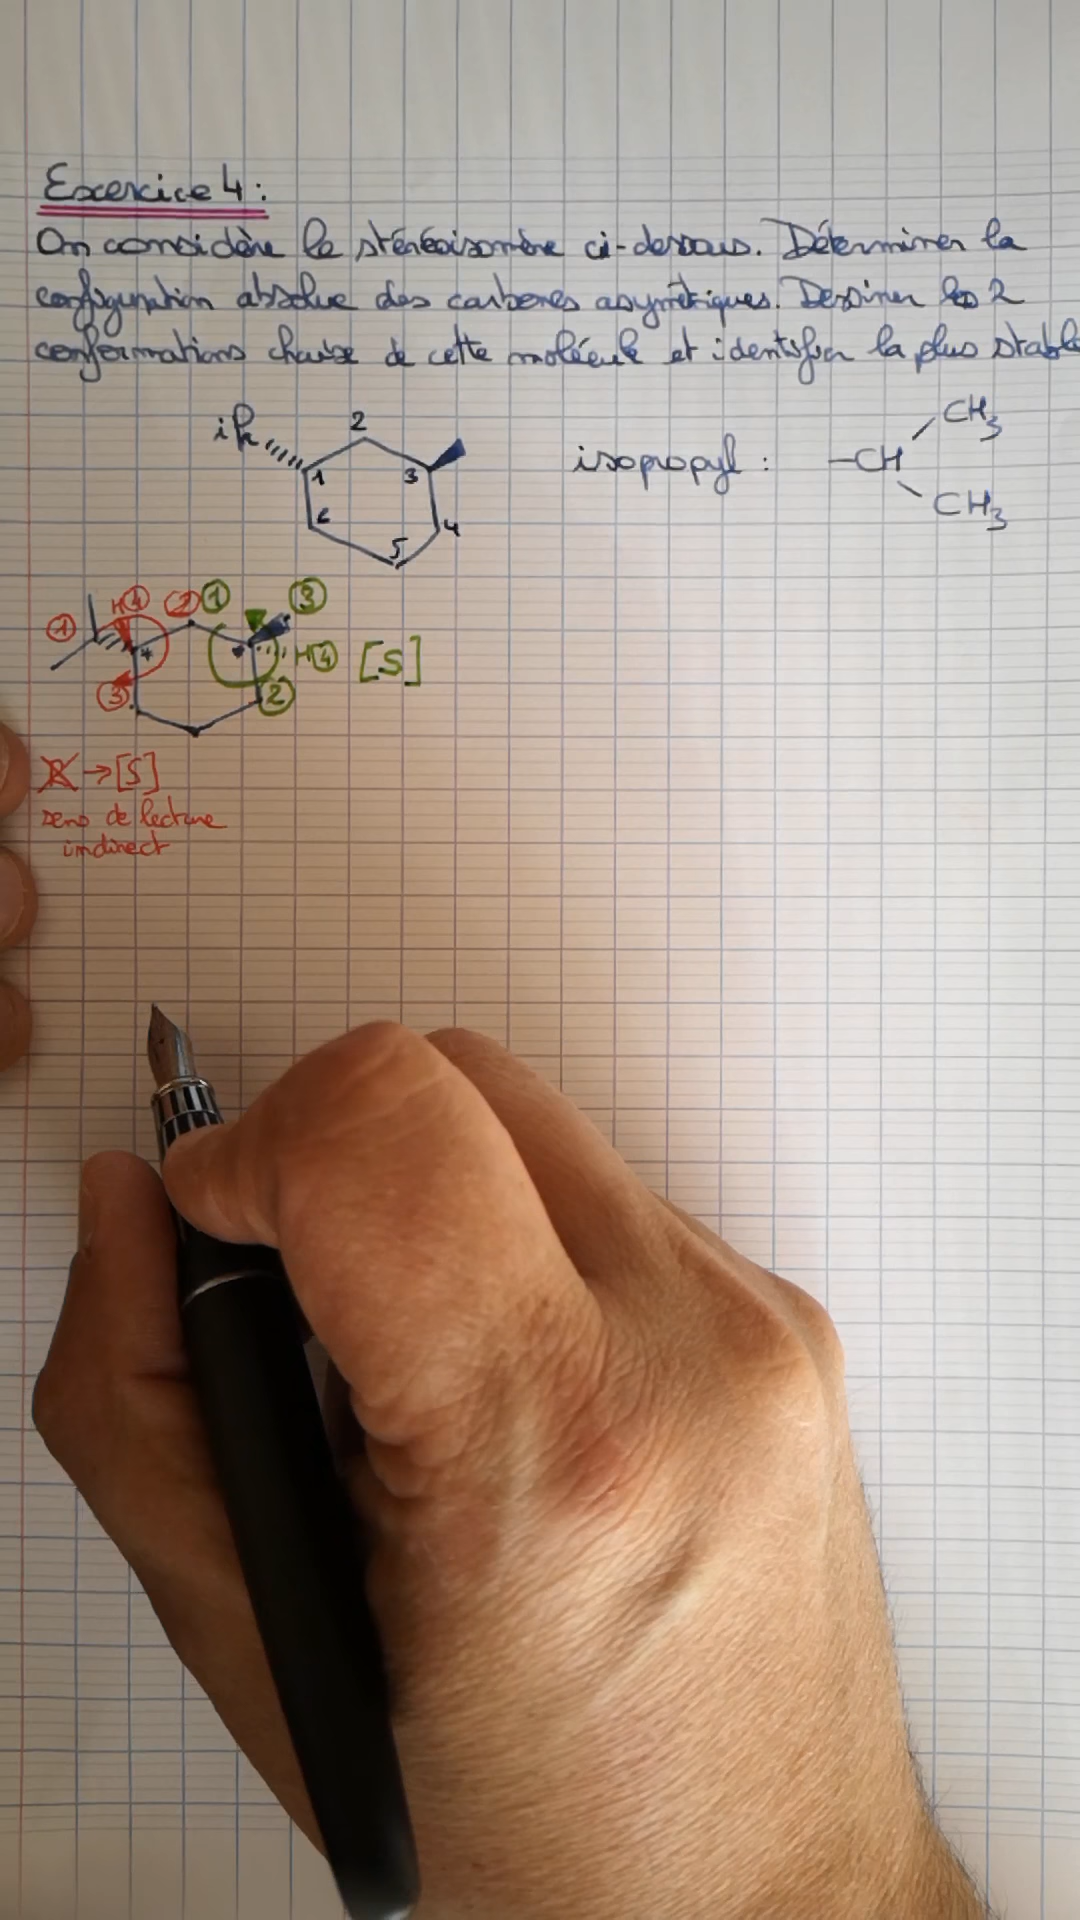 Exercice 4 :
On considère le stéréoisomère ci-dessous. Déterminer la
configuration absolue des carbones asymétriques. Dessiner les 2
conformations chaise de cette molécule et identifier la plus stable
iPr 1 2 3 4 5 6
isopropyl : -CH CH3 CH3
1 H4 2 3 *
1 3 H4 2 * [S]
R → [S]
sens de lecture
indirect